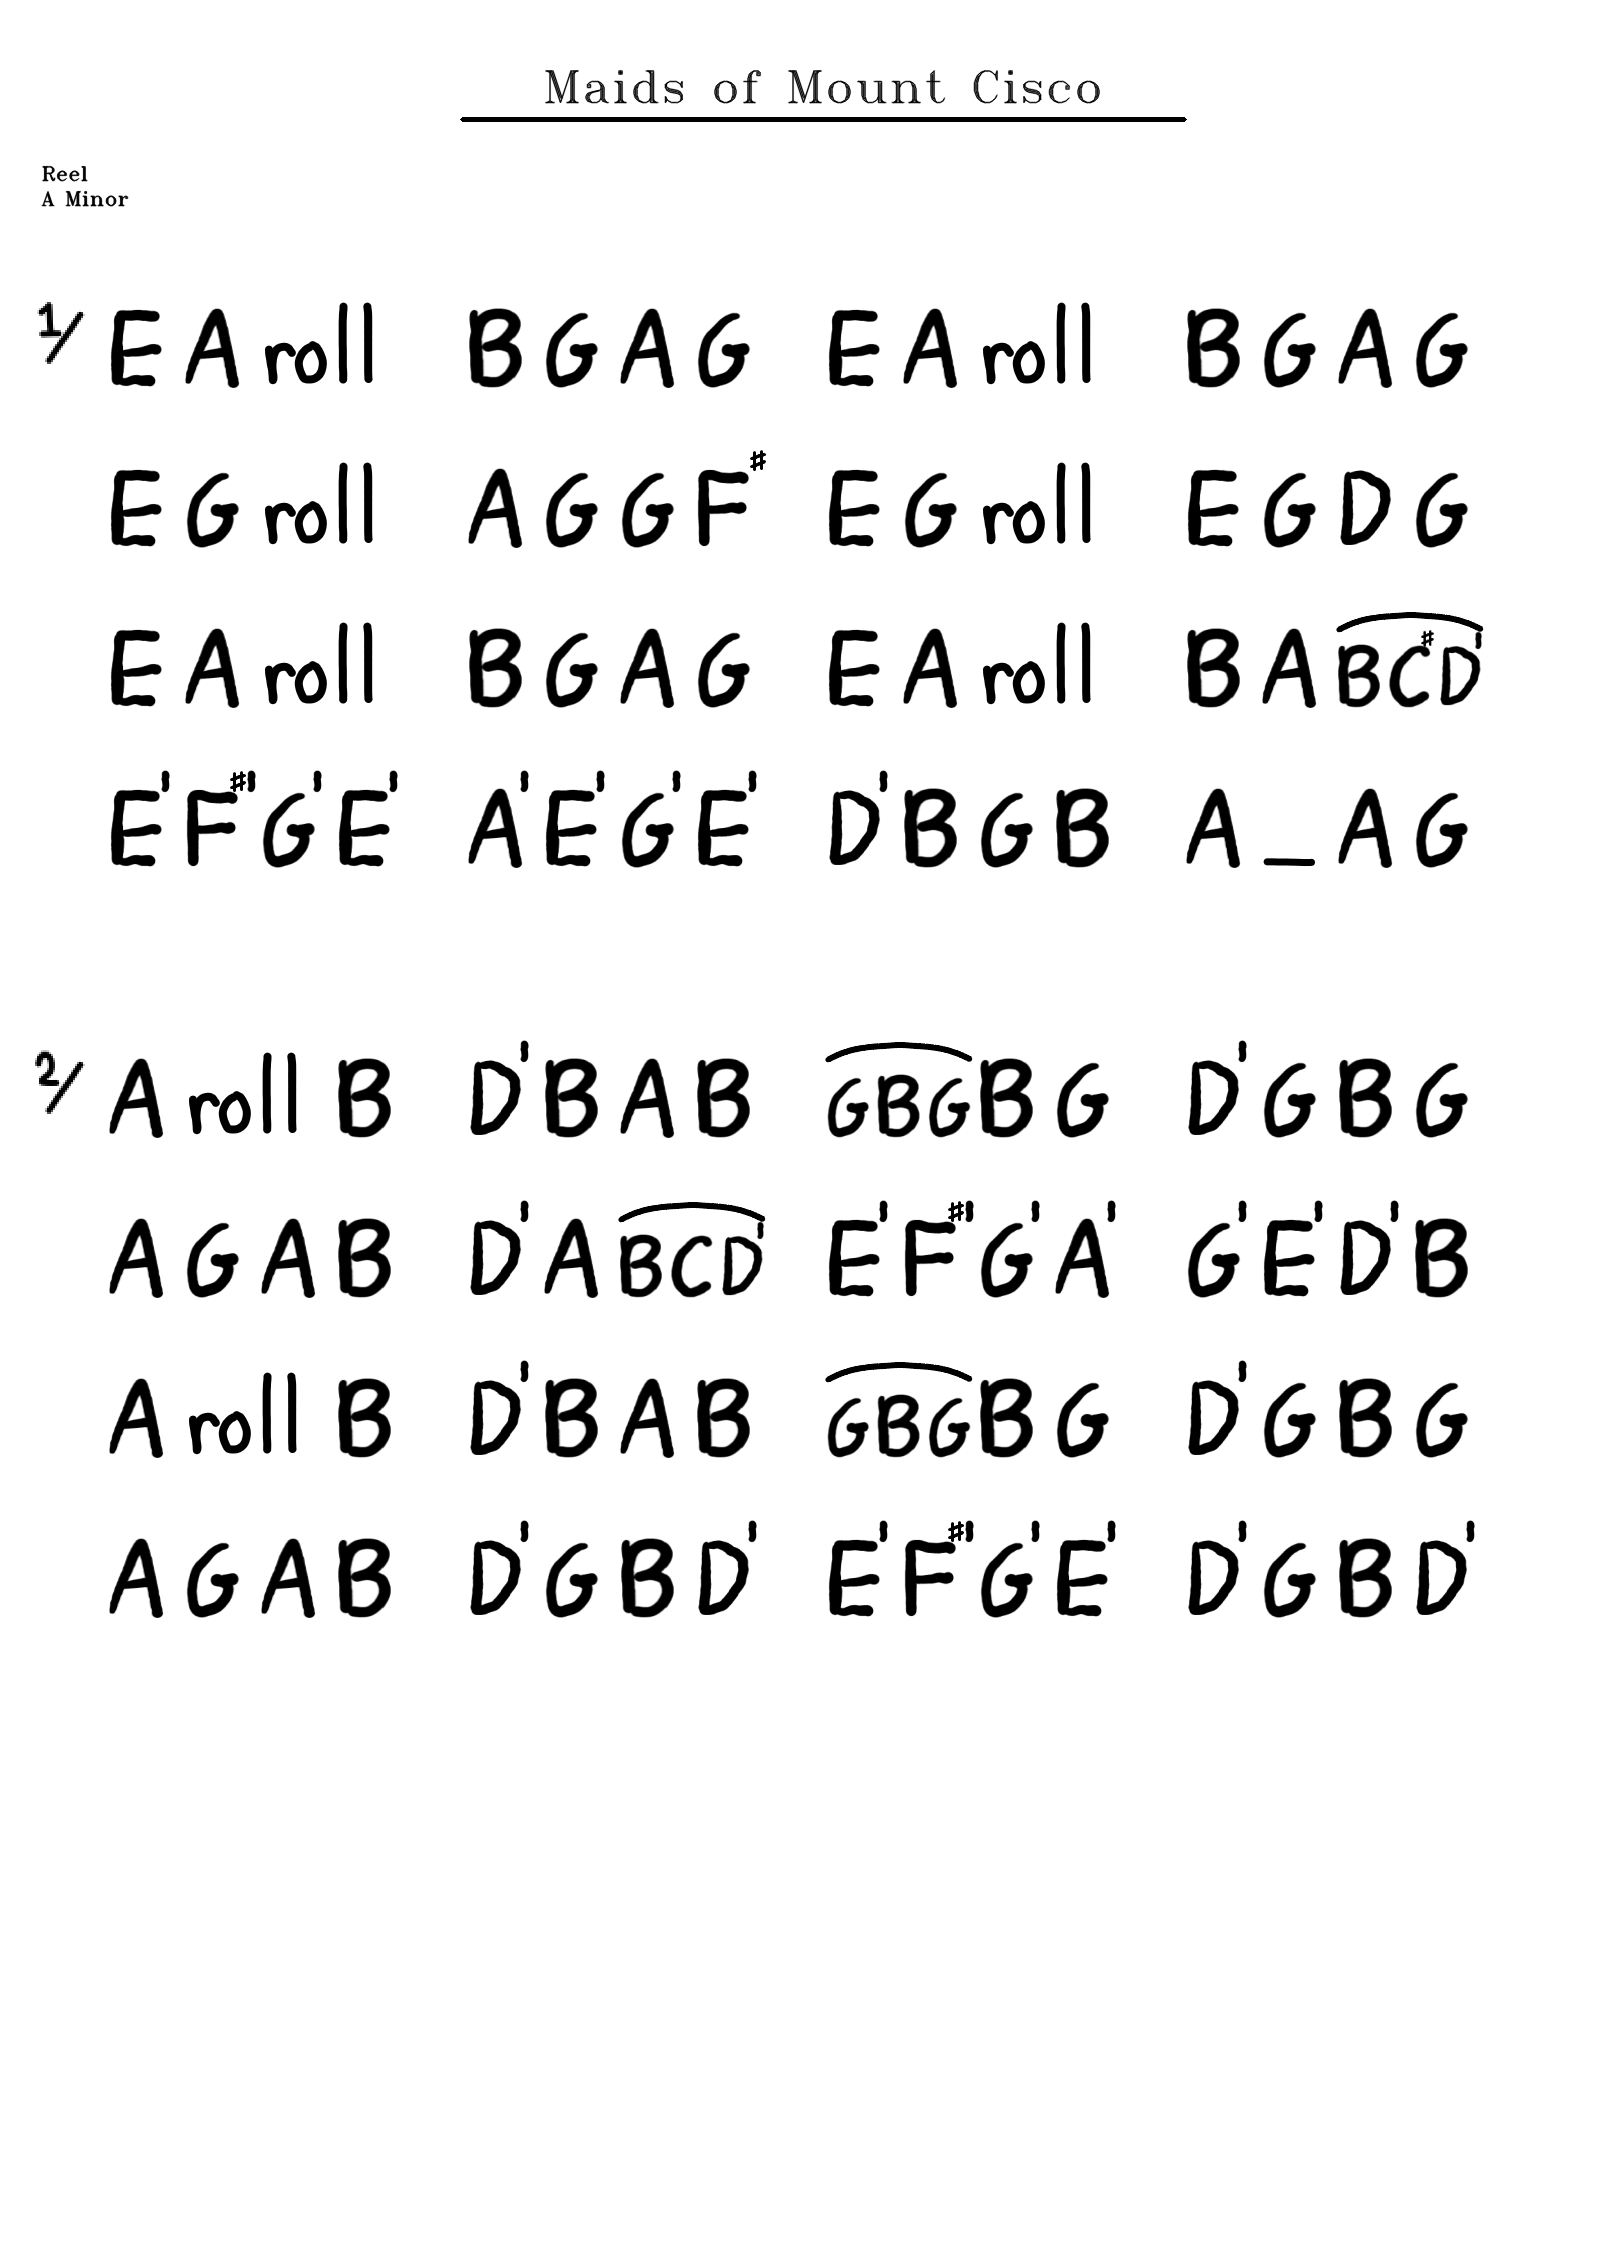 Maids of Mount Cisco
Reel
A Minor
1/ E A roll B G A G E A roll B G A G
E G roll A G G F# E G roll E G D G
E A roll B G A G E A roll B A B C# D'
E' F#' G' E' A' E' G' E' D' B G B A _ A G
2/ A roll B D' B A B G B G B G D' G B G
A G A B D' A B C D' E' F#' G' A' G' E' D' B
A roll B D' B A B G B G B G D' G B G
A G A B D' G B D' E' F#' G' E' D' G B D'